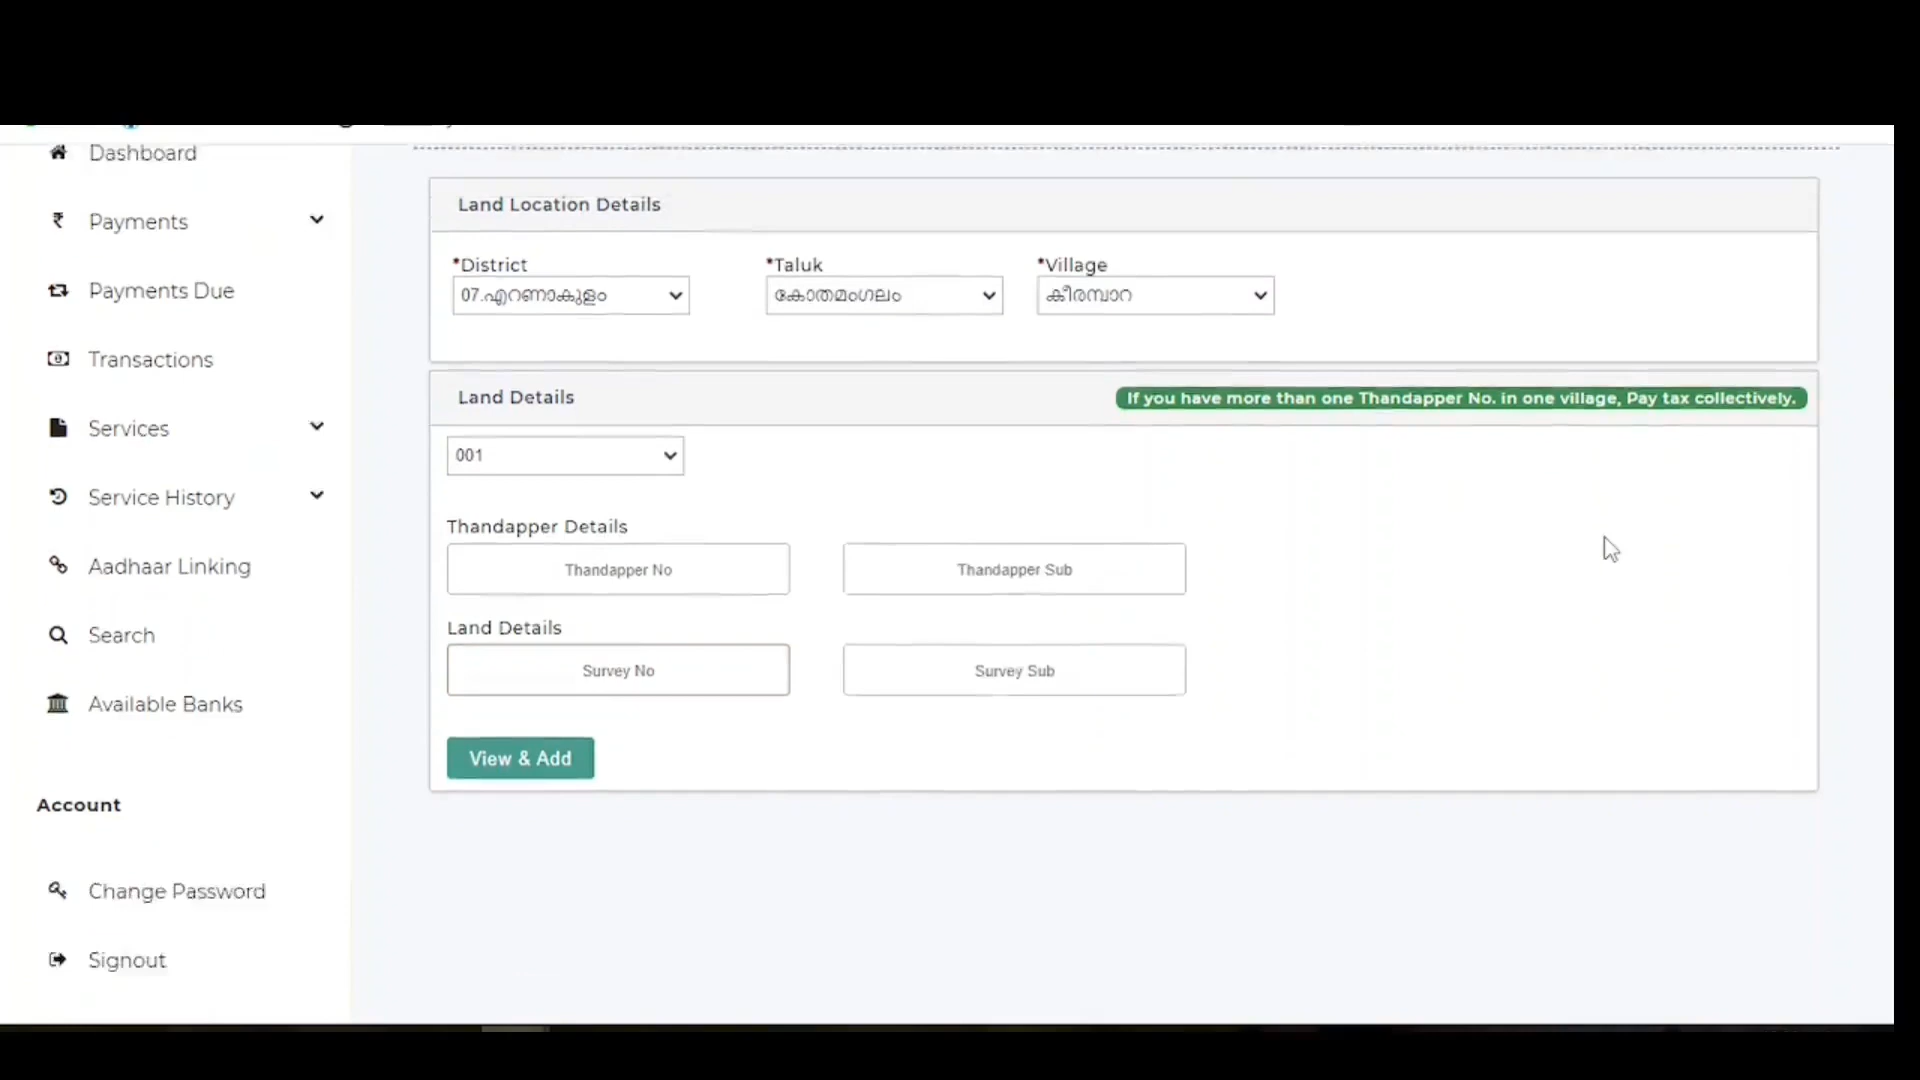 Dashboard
Payments
Payments Due
Transactions
Services
Service History
Aadhaar Linking
Search
Available Banks
Account
Change Password
Signout
Land Location Details
*District *Taluk *Village
07.എറണാകുളം കോതമംഗലം കീരമ്പാറ
Land Details If you have more than one Thandapper No. in one village, Pay tax collectively.
001
Thandapper Details
Thandapper No Thandapper Sub
Land Details
Survey No Survey Sub
View & Add